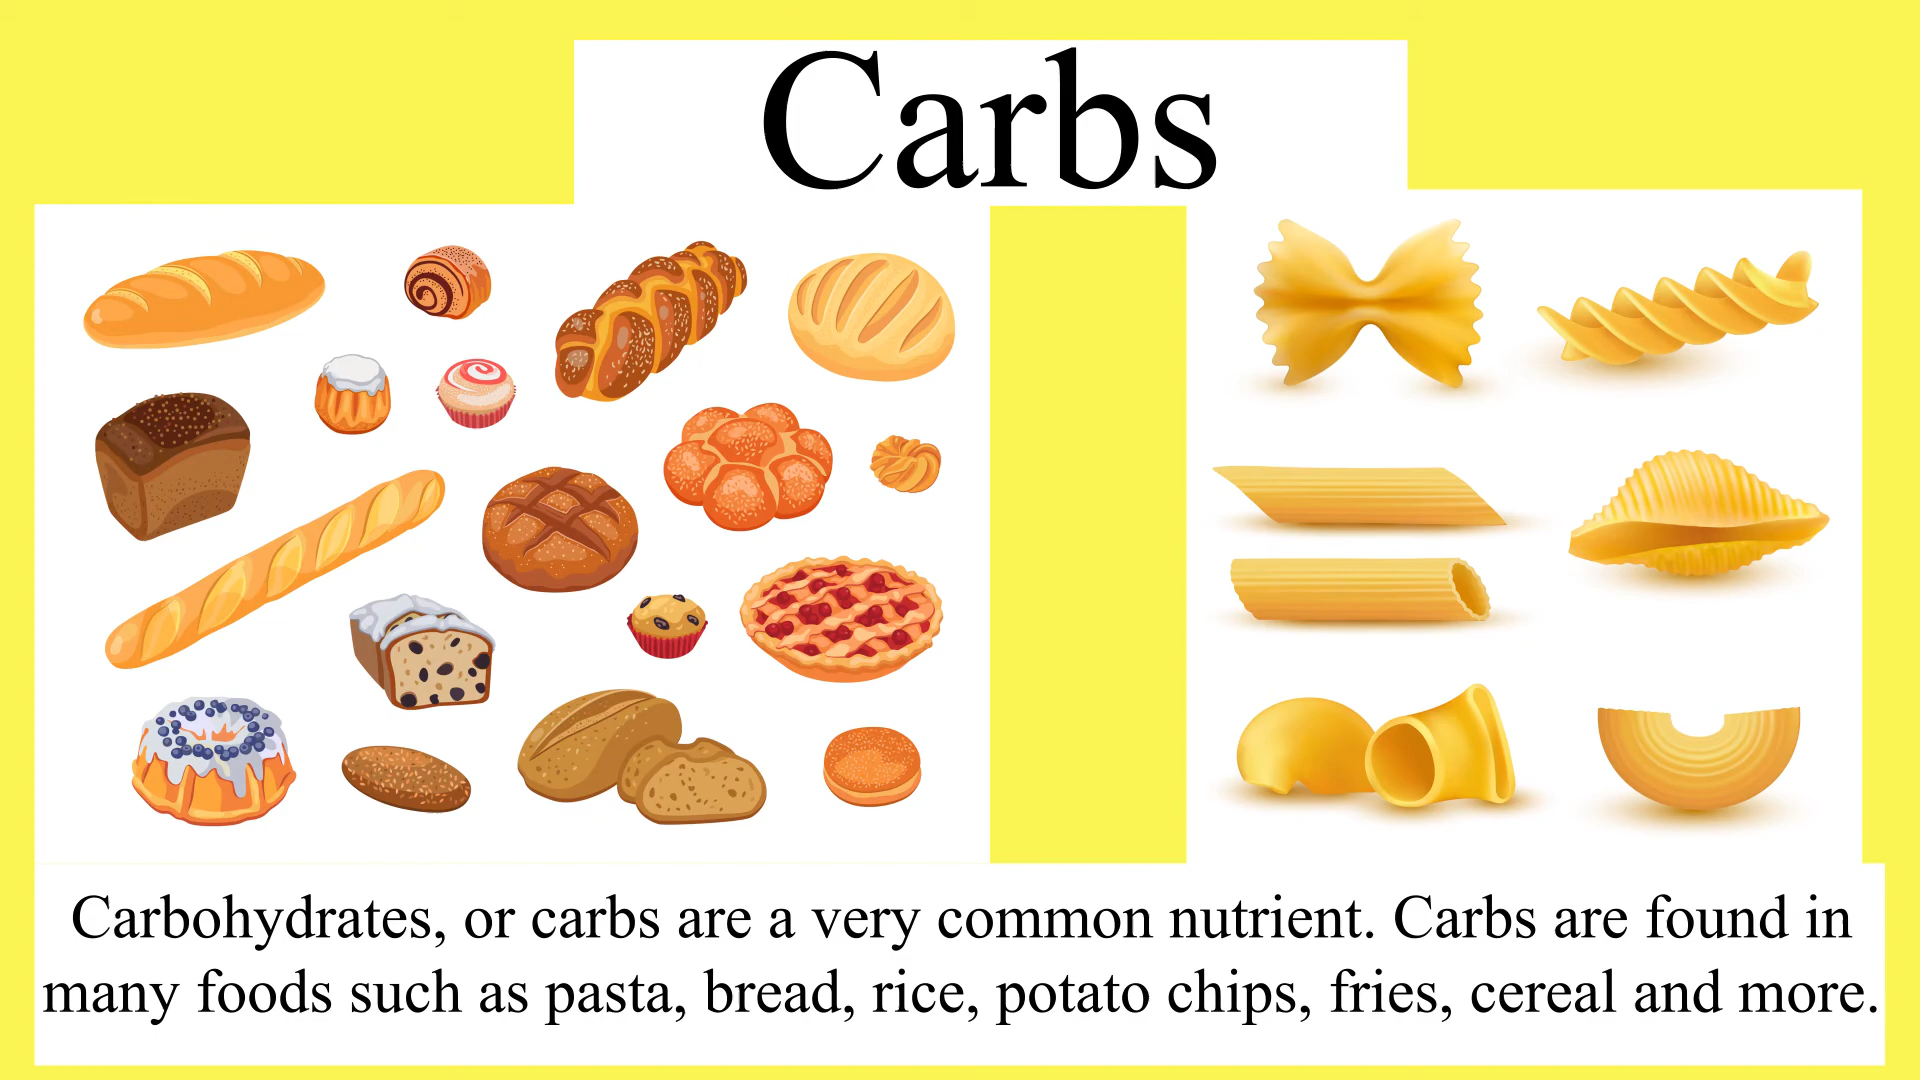 Carbs
Carbohydrates, or carbs are a very common nutrient. Carbs are found in
many foods such as pasta, bread, rice, potato chips, fries, cereal and more.